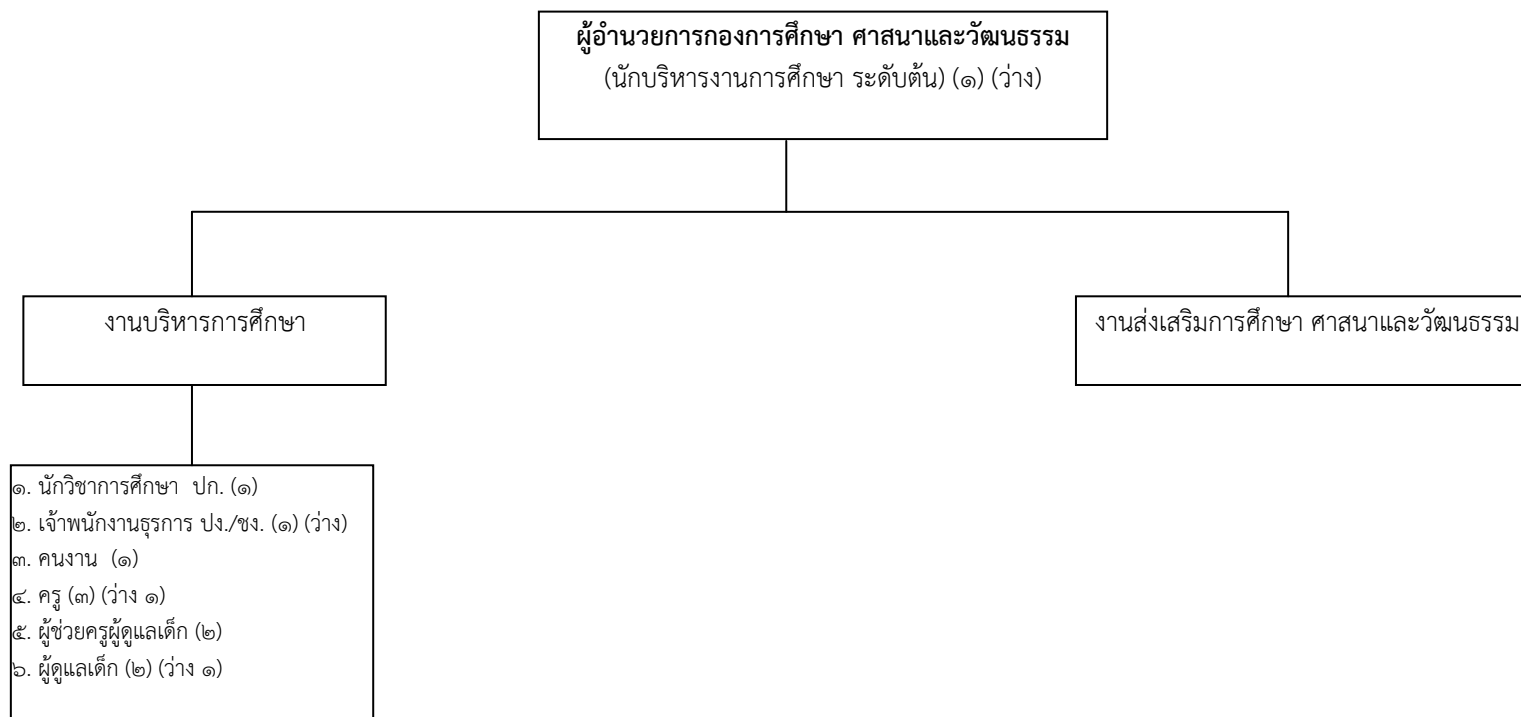 ผู้อำนวยการกองการศึกษา ศาสนาและวัฒนธรรม
(นักบริหารงานการศึกษา ระดับต้น) (๑) (ว่าง)
งานบริหารการศึกษา
งานส่งเสริมการศึกษา ศาสนาและวัฒนธรรม
๑. นักวิชาการศึกษา ปก. (๑)
๒. เจ้าพนักงานธุรการ ปง./ชง. (๑) (ว่าง)
๓. คนงาน (๑)
๔. ครู (๓) (ว่าง ๑)
๕. ผู้ช่วยครูผู้ดูแลเด็ก (๒)
๖. ผู้ดูแลเด็ก (๒) (ว่าง ๑)